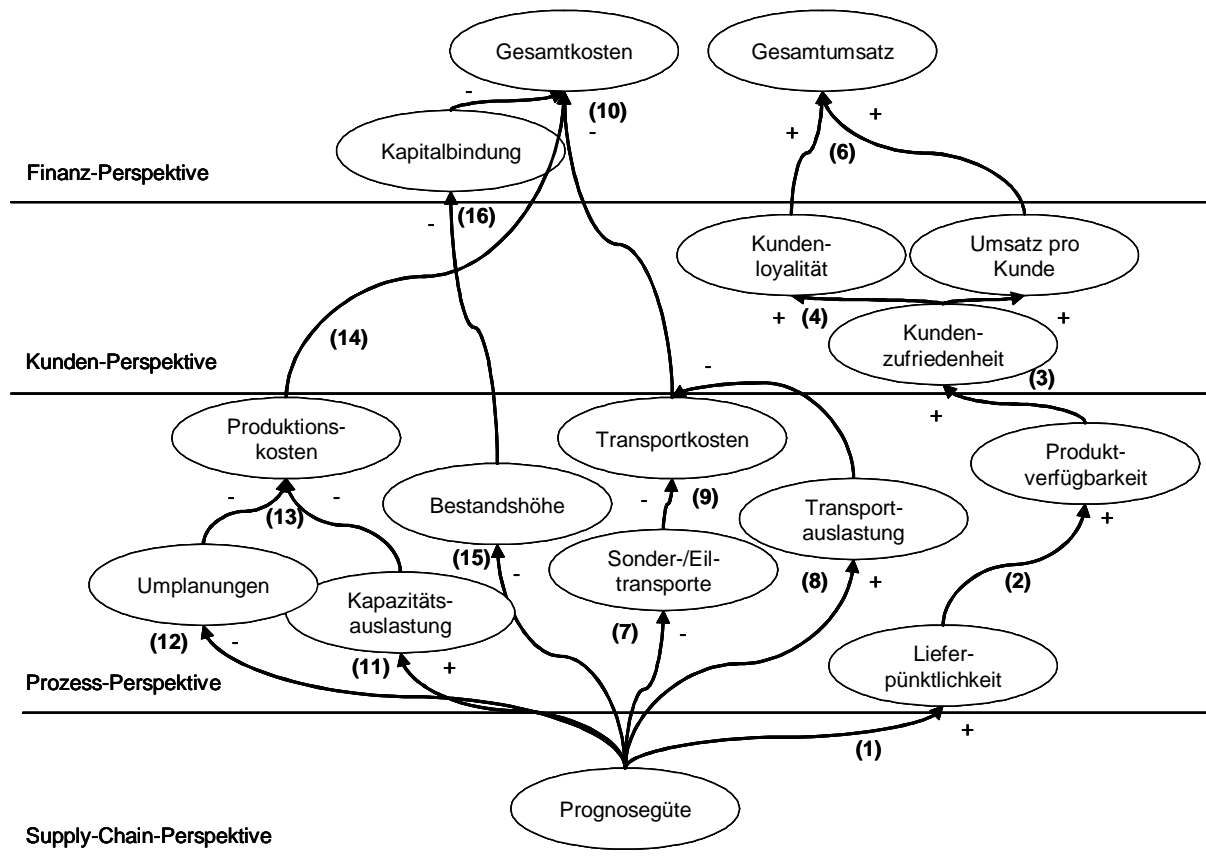 Gesamtkosten
Gesamtumsatz
-
(10)
-
+
+
(6)
Kapitalbindung
Finanz-Perspektive
-
(16)
Kunden-
loyalität
Umsatz pro
Kunde
+
(4)
+
(14)
Kunden-
zufriedenheit
Kunden-Perspektive
-
(3)
+
Produktions-
kosten
Transportkosten
Produkt-
verfügbarkeit
-
-
(13)
Bestandshöhe
-
(9)
Transport-
auslastung
+
(15)
-
Sonder-/Eil-
transporte
(8)
+
(2)
Umplanungen
Kapazitäts-
auslastung
(12)
-
(11)
+
(7)
-
Liefer-
pünktlichkeit
Prozess-Perspektive
(1)
+
Prognosegüte
Supply-Chain-Perspektive